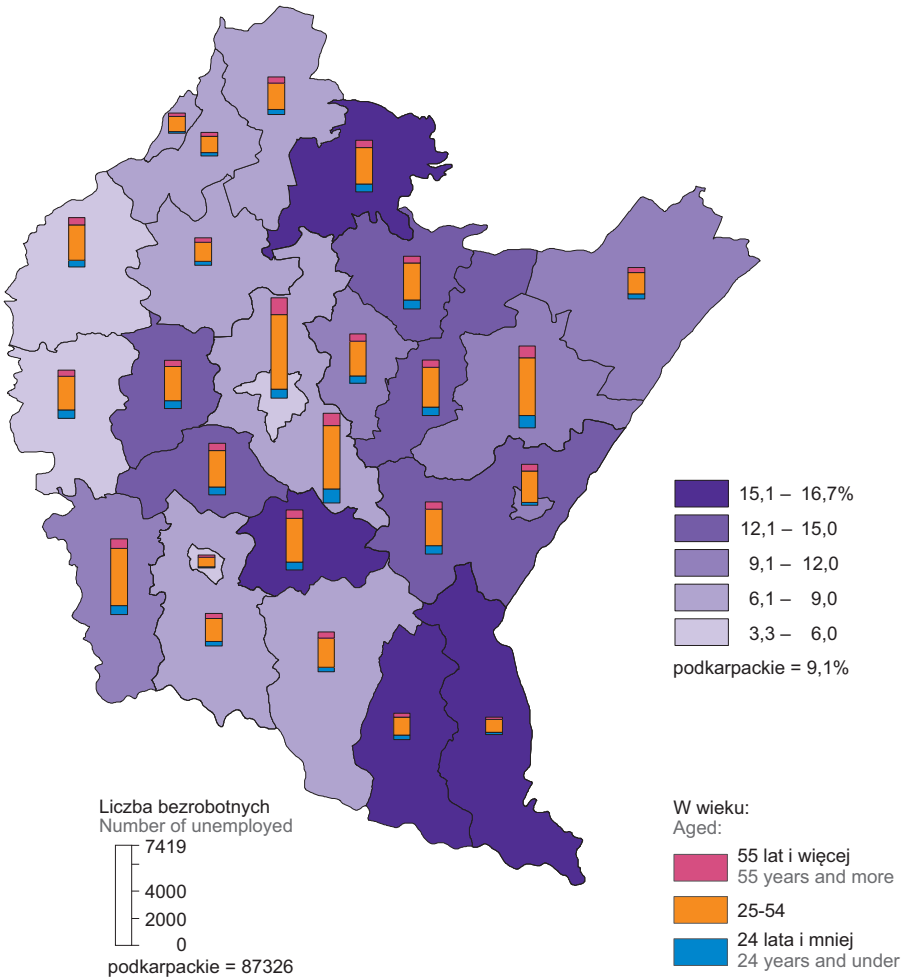 15,1 – 16,7%
12,1 – 15,0
9,1 – 12,0
6,1 – 9,0
3,3 – 6,0
podkarpackie = 9,1%
Liczba bezrobotnych
Number of unemployed
7419
4000
2000
0
podkarpackie = 87326
W wieku:
Aged:
55 lat i więcej
55 years and more
25-54
24 lata i mniej
24 years and under